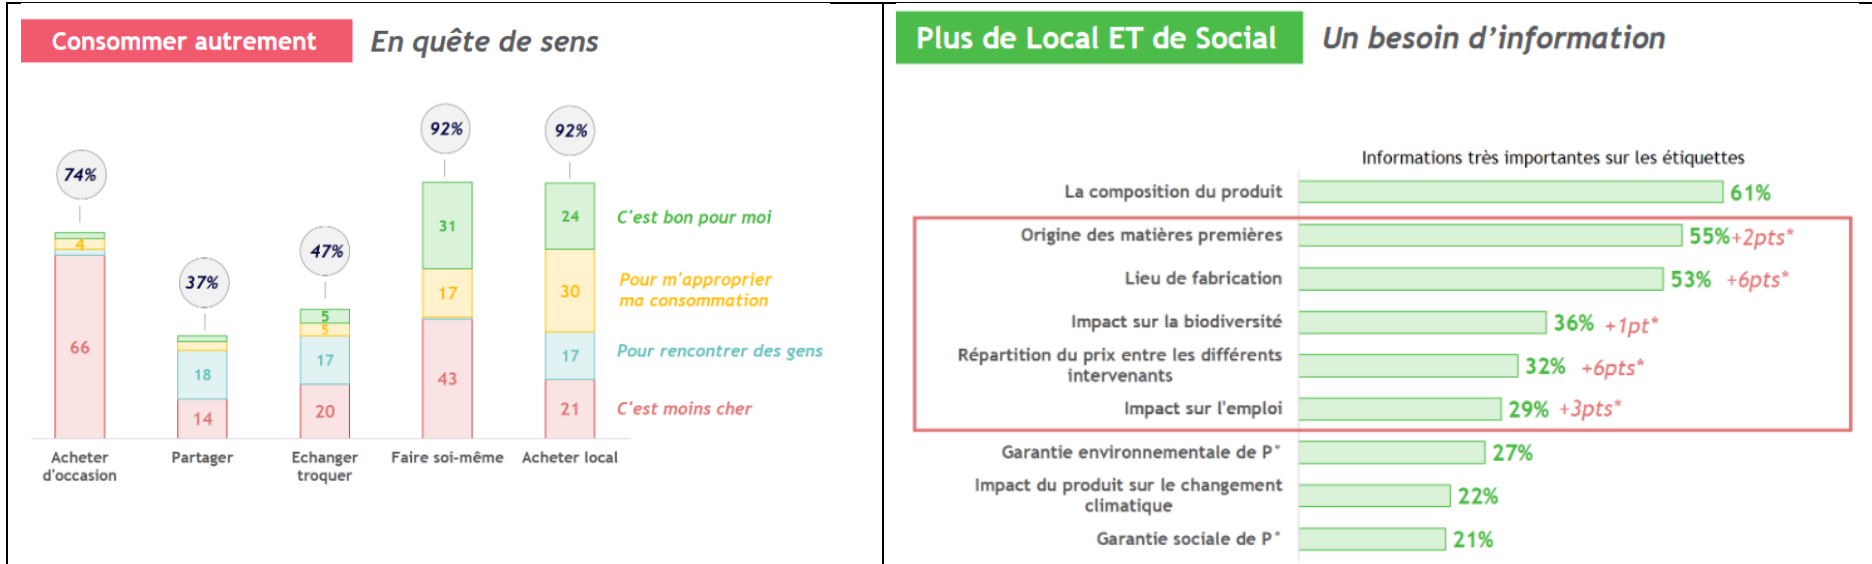 Consommer autrement
En quête de sens
92%
92%
74%
47%
37%
31
24
C'est bon pour moi
4
17
30
Pour m'approprier
ma consommation
5
5
66
18
17
17
Pour rencontrer des gens
14
20
43
21
C'est moins cher
Acheter
d'occasion
Partager
Echanger
troquer
Faire soi-même
Acheter local
Plus de Local ET de Social
Un besoin d'information
Informations très importantes sur les étiquettes
La composition du produit 61%
Origine des matières premières 55% +2pts*
Lieu de fabrication 53% +6pts*
Impact sur la biodiversité 36% +1pt*
Répartition du prix entre les différents
intervenants 32% +6pts*
Impact sur l'emploi 29% +3pts*
Garantie environnementale de P° 27%
Impact du produit sur le changement
climatique 22%
Garantie sociale de P° 21%